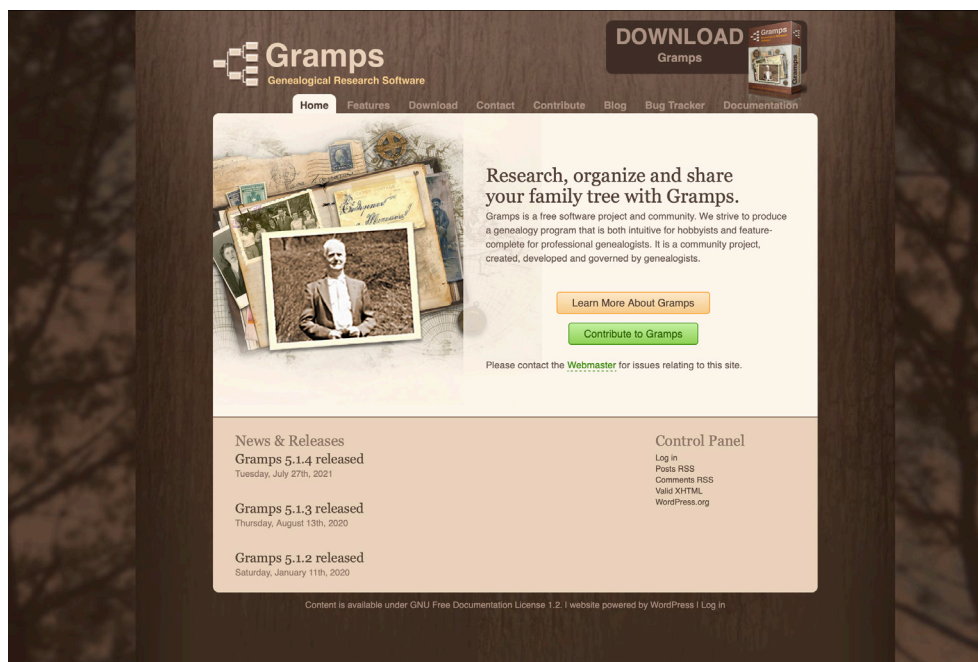 Gramps
Genealogical Research Software
DOWNLOAD
Gramps
Gramps
Home Features Download Contact Contribute Blog Bug Tracker Documentation
Research, organize and share
your family tree with Gramps.
Gramps is a free software project and community. We strive to produce
a genealogy program that is both intuitive for hobbyists and feature-
complete for professional genealogists. It is a community project,
created, developed and governed by genealogists.
Learn More About Gramps
Contribute to Gramps
Please contact the Webmaster for issues relating to this site.
News & Releases
Gramps 5.1.4 released
Tuesday, July 27th, 2021
Gramps 5.1.3 released
Thursday, August 13th, 2020
Gramps 5.1.2 released
Saturday, January 11th, 2020
Control Panel
Log in
Posts RSS
Comments RSS
Valid XHTML
WordPress.org
Content is available under GNU Free Documentation License 1.2. | website powered by WordPress | Log in